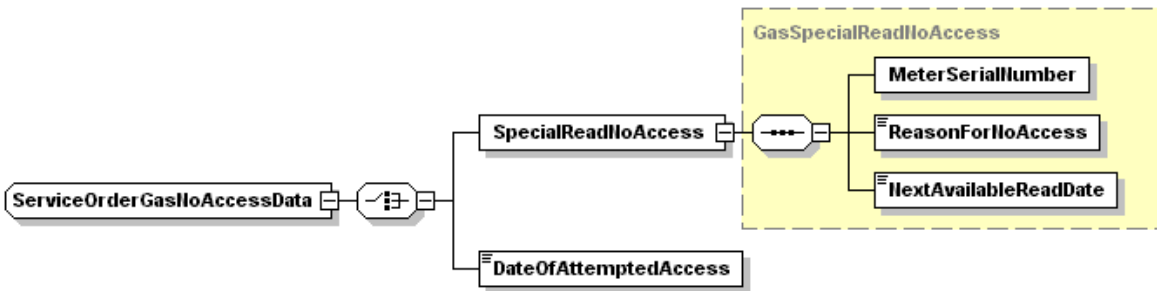 GasSpecialReadNoAccess
MeterSerialNumber
SpecialReadNoAccess
ReasonForNoAccess
ServiceOrderGasNoAccessData
NextAvailableReadDate
DateOfAttemptedAccess